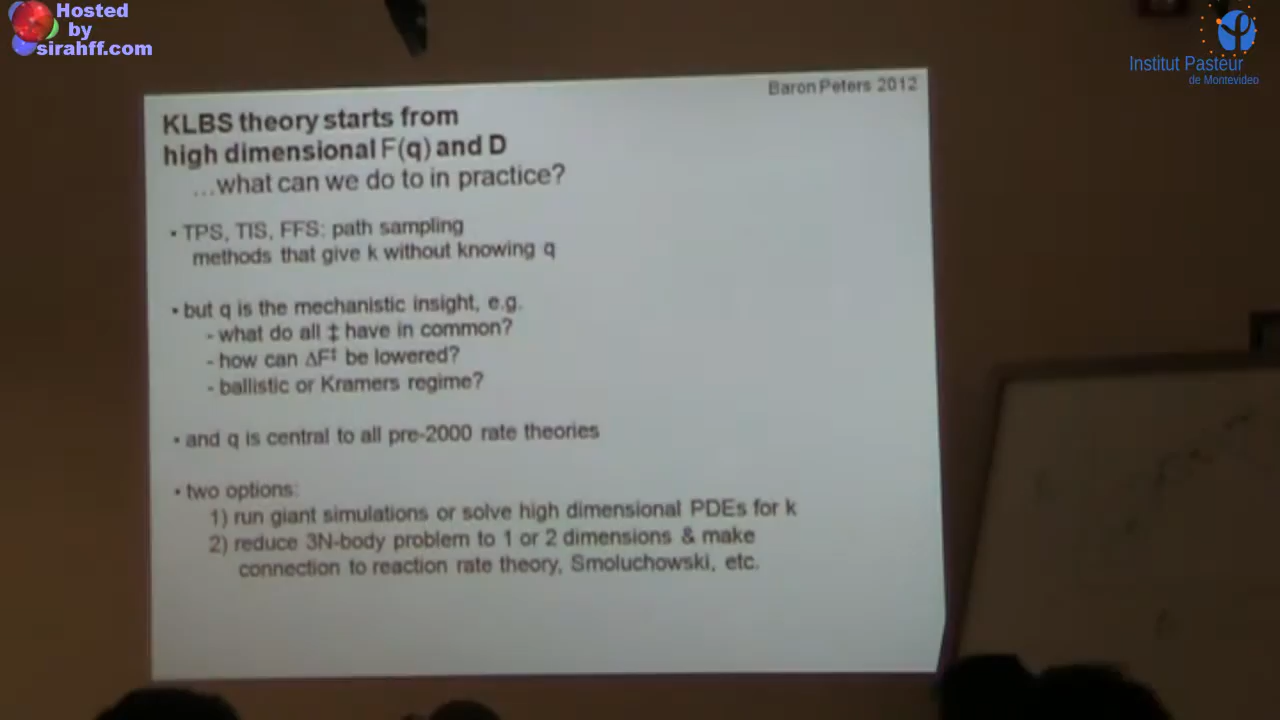 Hosted
by
sirahff.com
Institut Pasteur
de Montevideo
Baron Peters 2012
KLBS theory starts from
high dimensional F(q) and D
...what can we do to in practice?
• TPS, TIS, FFS: path sampling
methods that give k without knowing q
• but q is the mechanistic insight, e.g.
- what do all ‡ have in common?
- how can ΔF‡ be lowered?
- ballistic or Kramers regime?
• and q is central to all pre-2000 rate theories
• two options:
1) run giant simulations or solve high dimensional PDEs for k
2) reduce 3N-body problem to 1 or 2 dimensions & make
connection to reaction rate theory, Smoluchowski, etc.